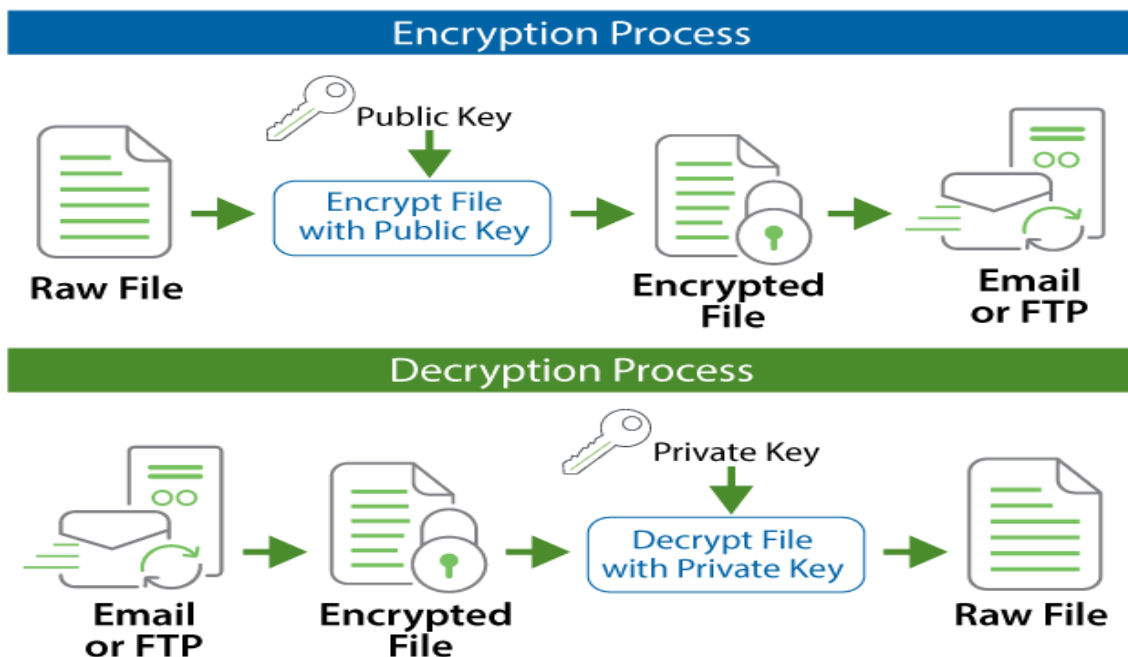 Encryption Process
Public Key
Encrypt File
with Public Key
Raw File
Encrypted
File
Email
or FTP
Decryption Process
Private Key
Decrypt File
with Private Key
Email
or FTP
Encrypted
File
Raw File